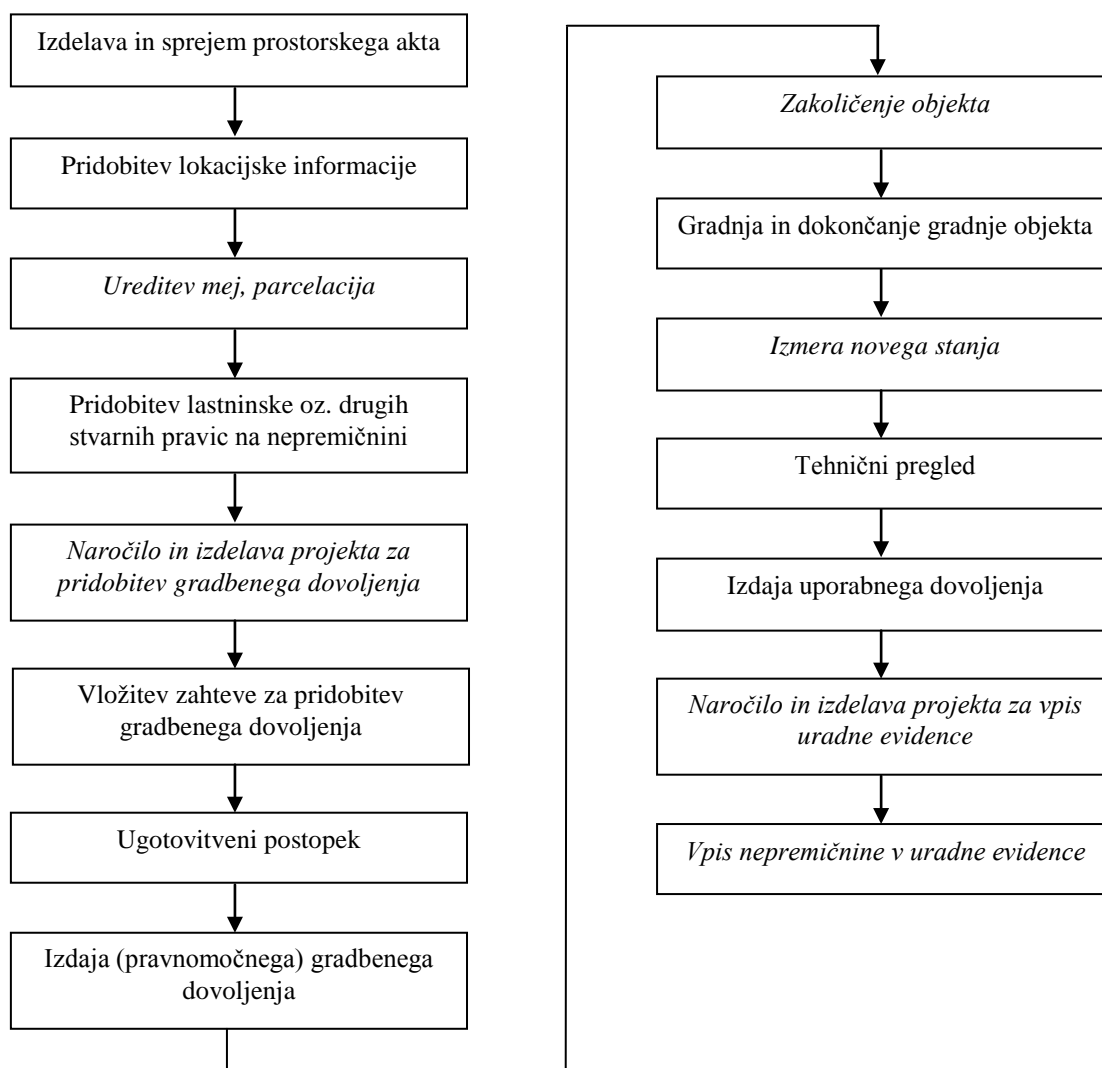 Izdelava in sprejem prostorskega akta
Pridobitev lokacijske informacije
Ureditev mej, parcelacija
Pridobitev lastninske oz. drugih
stvarnih pravic na nepremičnini
Naročilo in izdelava projekta za
pridobitev gradbenega dovoljenja
Vložitev zahteve za pridobitev
gradbenega dovoljenja
Ugotovitveni postopek
Izdaja (pravnomočnega) gradbenega
dovoljenja
Zakoličenje objekta
Gradnja in dokončanje gradnje objekta
Izmera novega stanja
Tehnični pregled
Izdaja uporabnega dovoljenja
Naročilo in izdelava projekta za vpis
uradne evidence
Vpis nepremičnine v uradne evidence